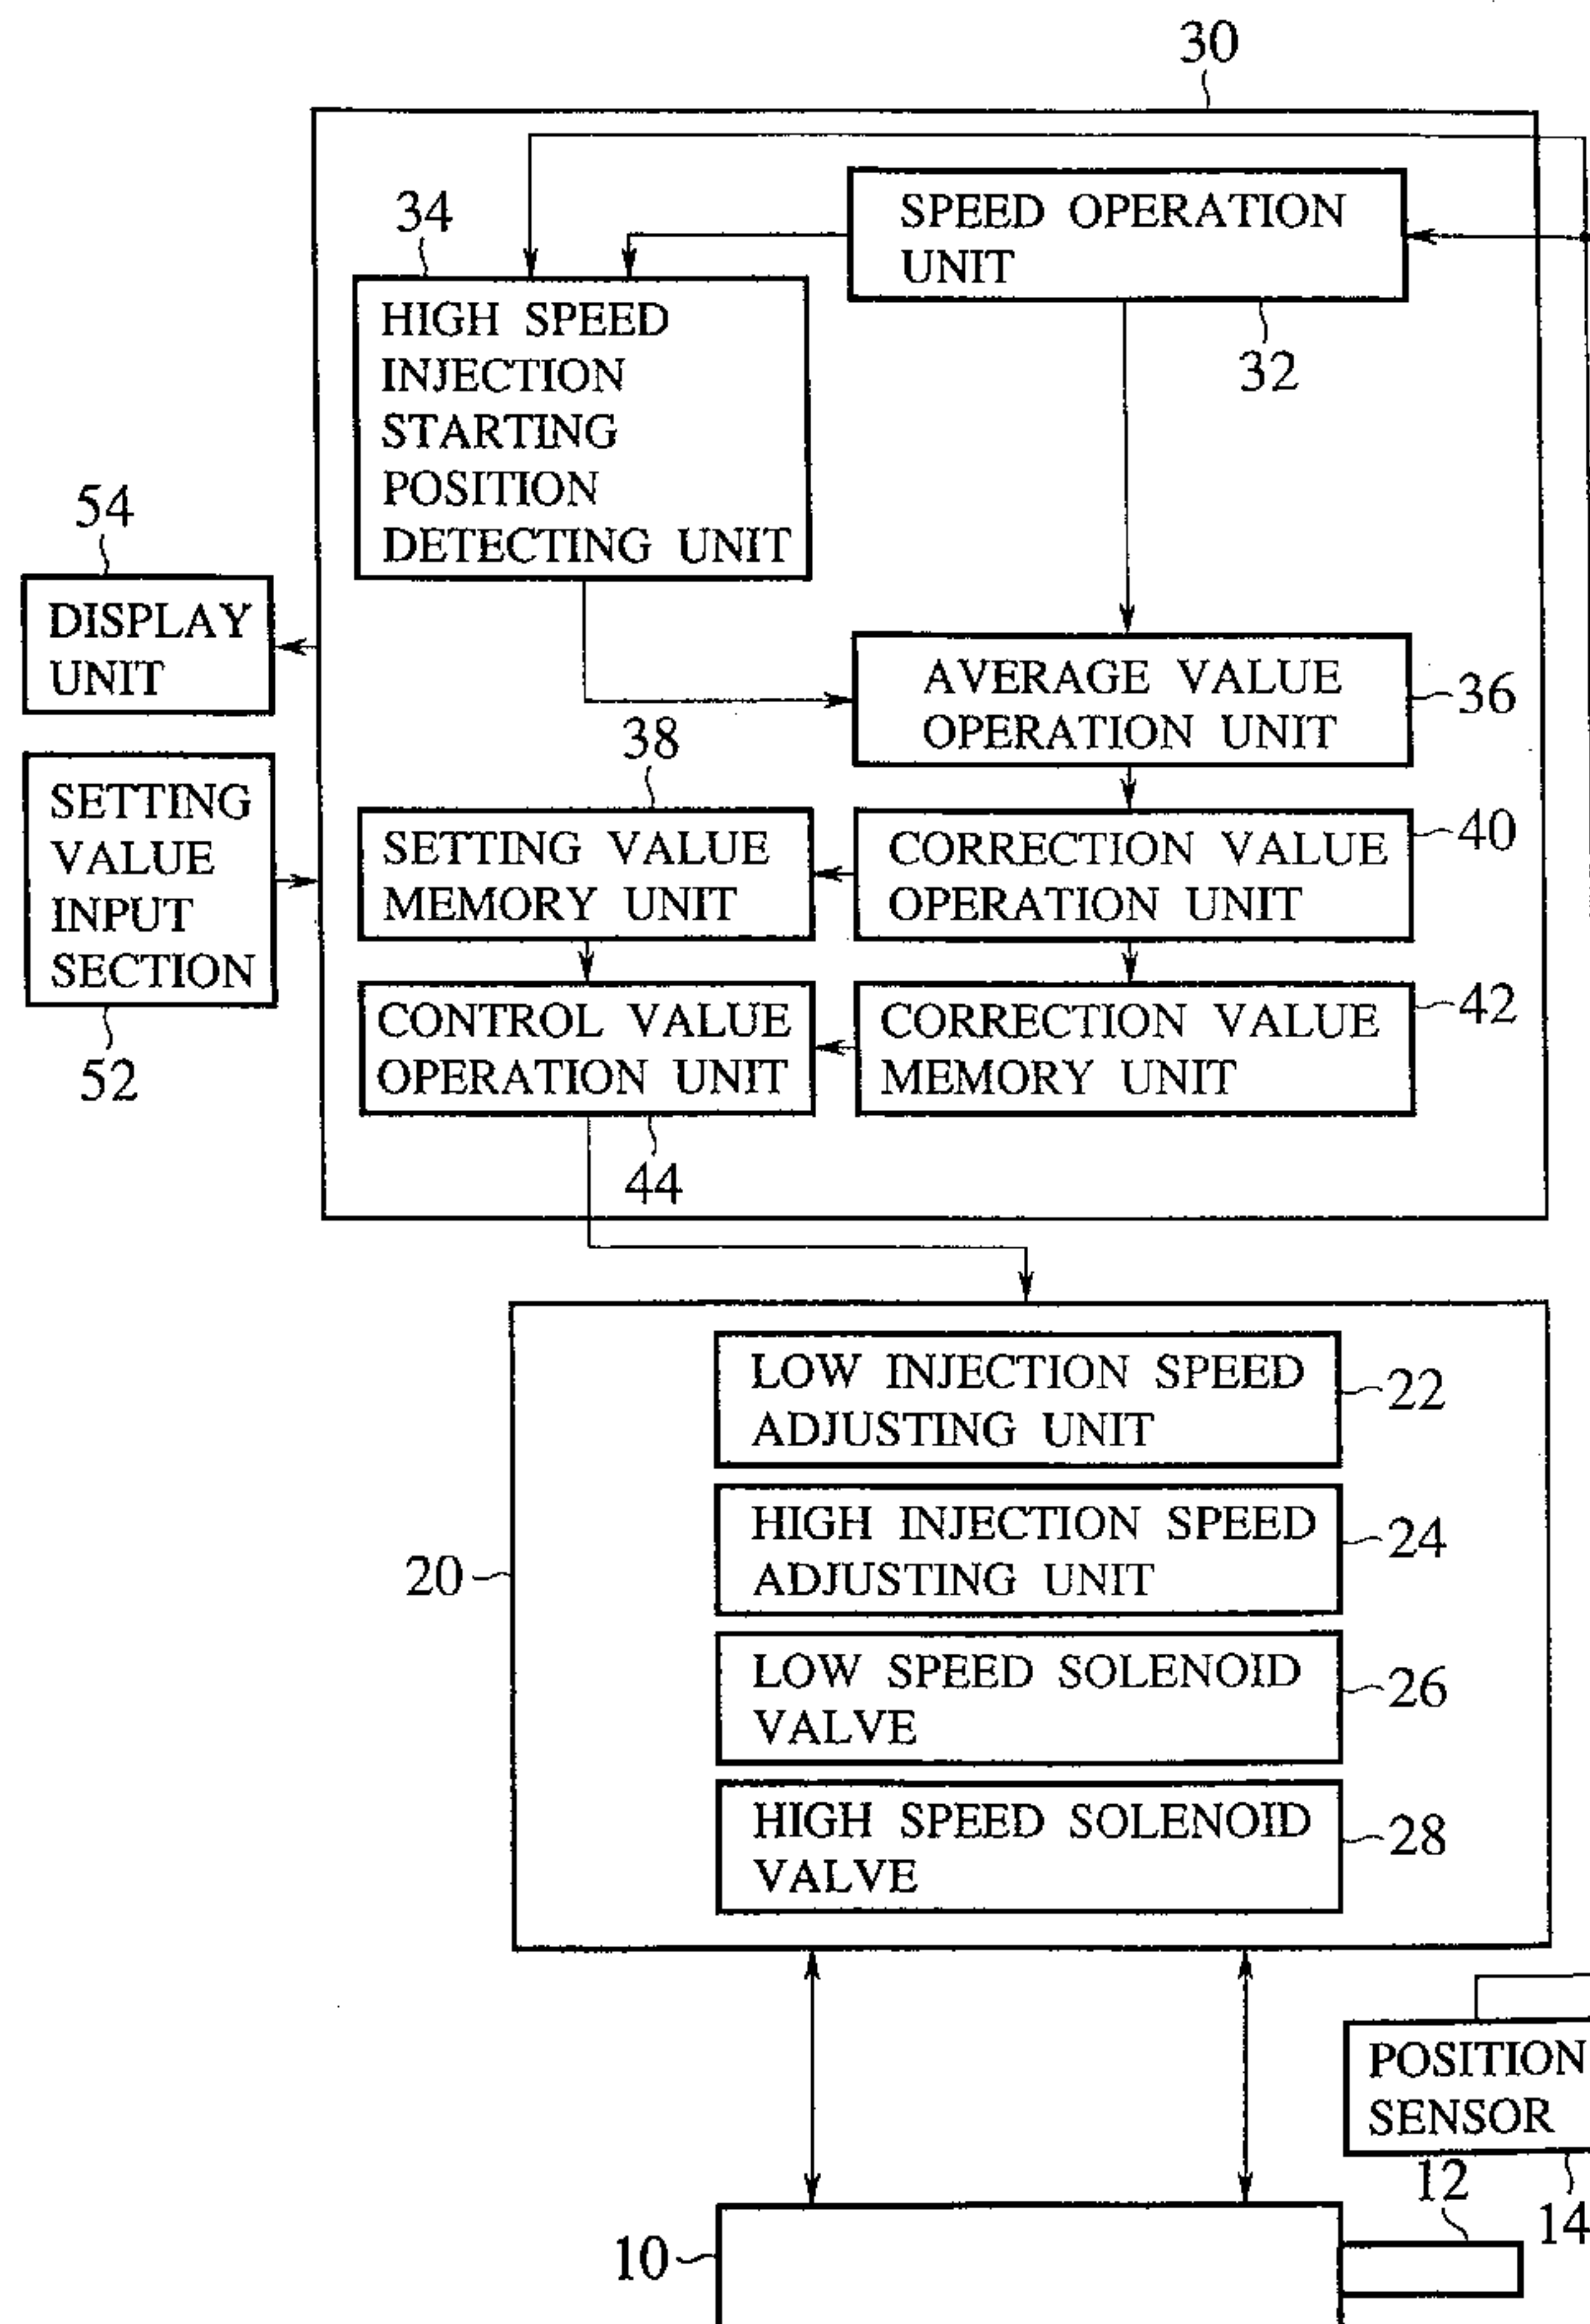 30
34
SPEED OPERATION
UNIT
32
HIGH SPEED
INJECTION
STARTING
POSITION
DETECTING UNIT
54
DISPLAY
UNIT
AVERAGE VALUE
OPERATION UNIT
36
38
SETTING
VALUE
INPUT
SECTION
52
SETTING VALUE
MEMORY UNIT
CORRECTION VALUE
OPERATION UNIT
40
CONTROL VALUE
OPERATION UNIT
44
CORRECTION VALUE
MEMORY UNIT
42
20
LOW INJECTION SPEED
ADJUSTING UNIT
22
HIGH INJECTION SPEED
ADJUSTING UNIT
24
LOW SPEED SOLENOID
VALVE
26
HIGH SPEED SOLENOID
VALVE
28
POSITION
SENSOR
14
12
10